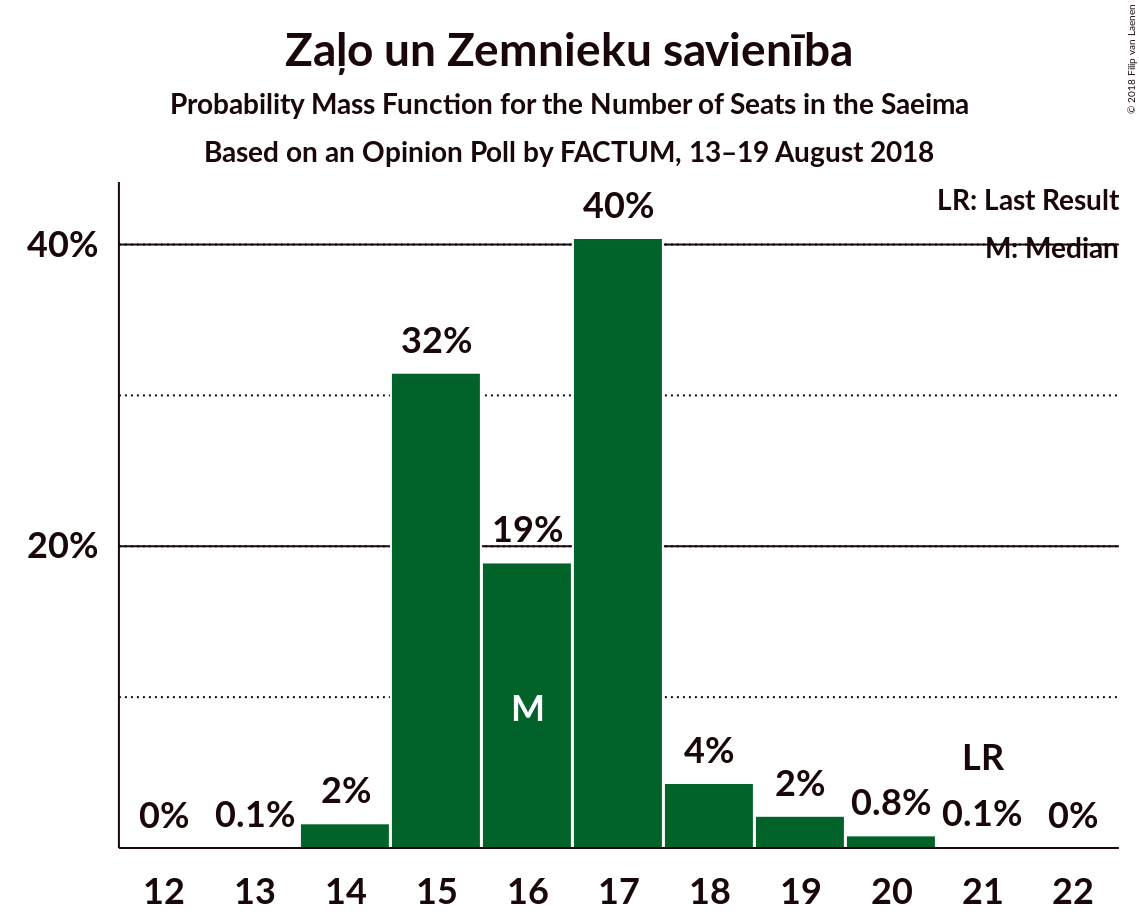 Zaļo un Zemnieku savienība
Probability Mass Function for the Number of Seats in the Saeima
Based on an Opinion Poll by FACTUM, 13–19 August 2018
© 2018 Filip van Laenen
LR: Last Result
M: Median
40%
20%
0%
0.1%
2%
32%
19%
40%
4%
2%
0.8%
0.1%
0%
M
LR
12 13 14 15 16 17 18 19 20 21 22